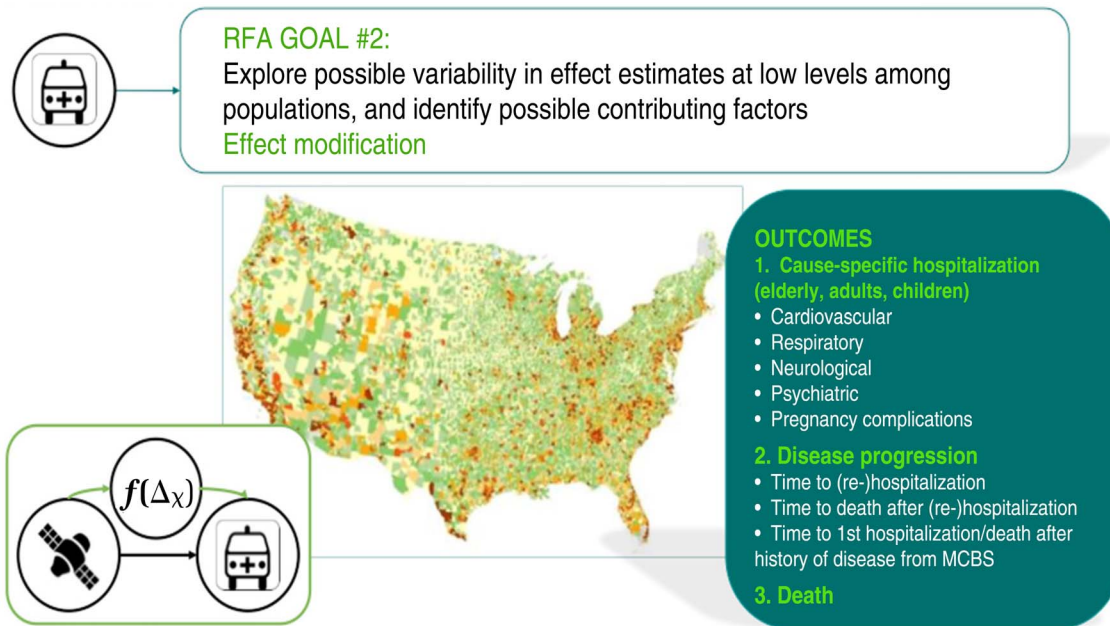 RFA GOAL #2:
Explore possible variability in effect estimates at low levels among
populations, and identify possible contributing factors
Effect modification
OUTCOMES
1. Cause-specific hospitalization
(elderly, adults, children)
• Cardiovascular
• Respiratory
• Neurological
• Psychiatric
• Pregnancy complications
2. Disease progression
• Time to (re-)hospitalization
• Time to death after (re-)hospitalization
• Time to 1st hospitalization/death after
history of disease from MCBS
3. Death
f(Δχ)